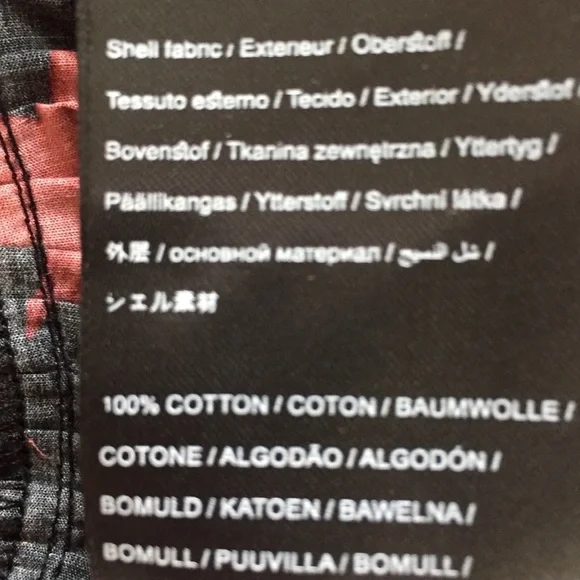 Shell fabric / Exterieur / Oberstoff /
Tessuto esterno / Tecido / Exterior / Yderstof
Bovenstof / Tkanina zewnętrzna / Yttertyg /
Päällikangas / Ytterstoff / Svrchní látka /
外层 / основной материал / شل النسيج /
シェル素材
100% COTTON / COTON / BAUMWOLLE /
COTONE / ALGODÃO / ALGODÓN /
BOMULD / KATOEN / BAWEŁNA /
BOMULL / PUUVILLA / BOMULL /